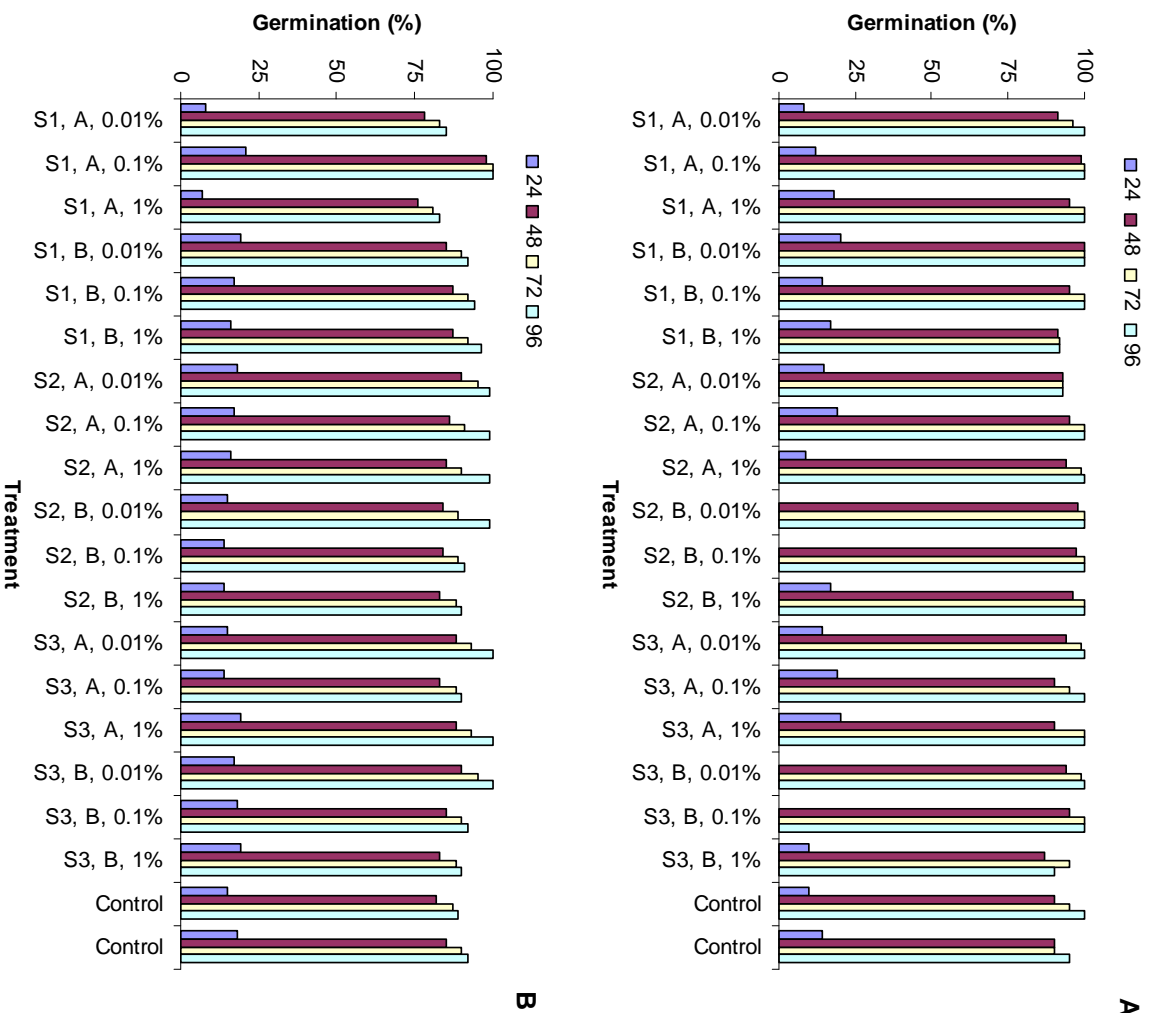 A
24 48 72 96
Germination (%)
100
75
50
25
0
S1, A, 0.01%
S1, A, 0.1%
S1, A, 1%
S1, B, 0.01%
S1, B, 0.1%
S1, B, 1%
S2, A, 0.01%
S2, A, 0.1%
S2, A, 1%
S2, B, 0.01%
S2, B, 0.1%
S2, B, 1%
S3, A, 0.01%
S3, A, 0.1%
S3, A, 1%
S3, B, 0.01%
S3, B, 0.1%
S3, B, 1%
Control
Control
Treatment
B
24 48 72 96
Germination (%)
100
75
50
25
0
S1, A, 0.01%
S1, A, 0.1%
S1, A, 1%
S1, B, 0.01%
S1, B, 0.1%
S1, B, 1%
S2, A, 0.01%
S2, A, 0.1%
S2, A, 1%
S2, B, 0.01%
S2, B, 0.1%
S2, B, 1%
S3, A, 0.01%
S3, A, 0.1%
S3, A, 1%
S3, B, 0.01%
S3, B, 0.1%
S3, B, 1%
Control
Control
Treatment